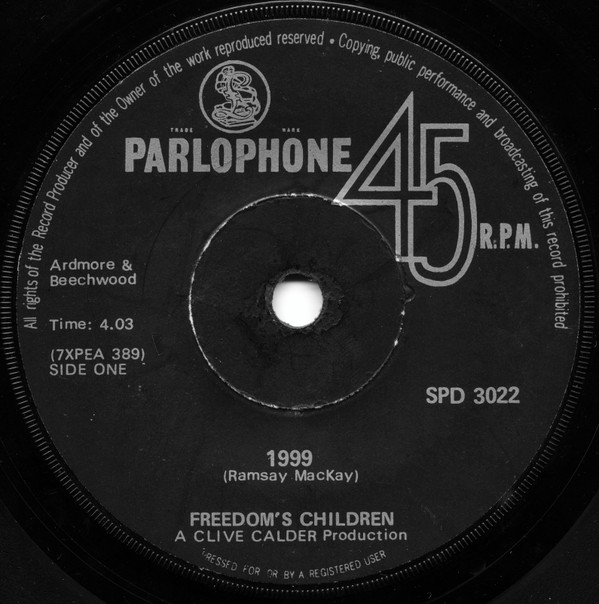 All rights of the Record Producer and of the Owner of the work reproduced reserved • Copying, public performance and broadcasting of this record prohibited
TRADE MARK
PARLOPHONE
45 R.P.M.
Ardmore &
Beechwood
Time: 4.03
(7XPEA 389)
SIDE ONE
SPD 3022
1999
(Ramsay MacKay)
FREEDOM'S CHILDREN
A CLIVE CALDER Production
PRESSED FOR OR BY A REGISTERED USER